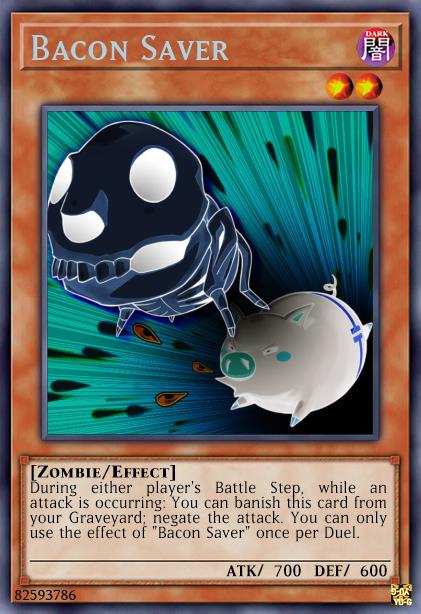 Bacon Saver
DARK
闇
[Zombie/Effect]
During either player's Battle Step, while an
attack is occurring: You can banish this card from
your Graveyard; negate the attack. You can only
use the effect of "Bacon Saver" once per Duel.
ATK/ 700 DEF/ 600
82593786